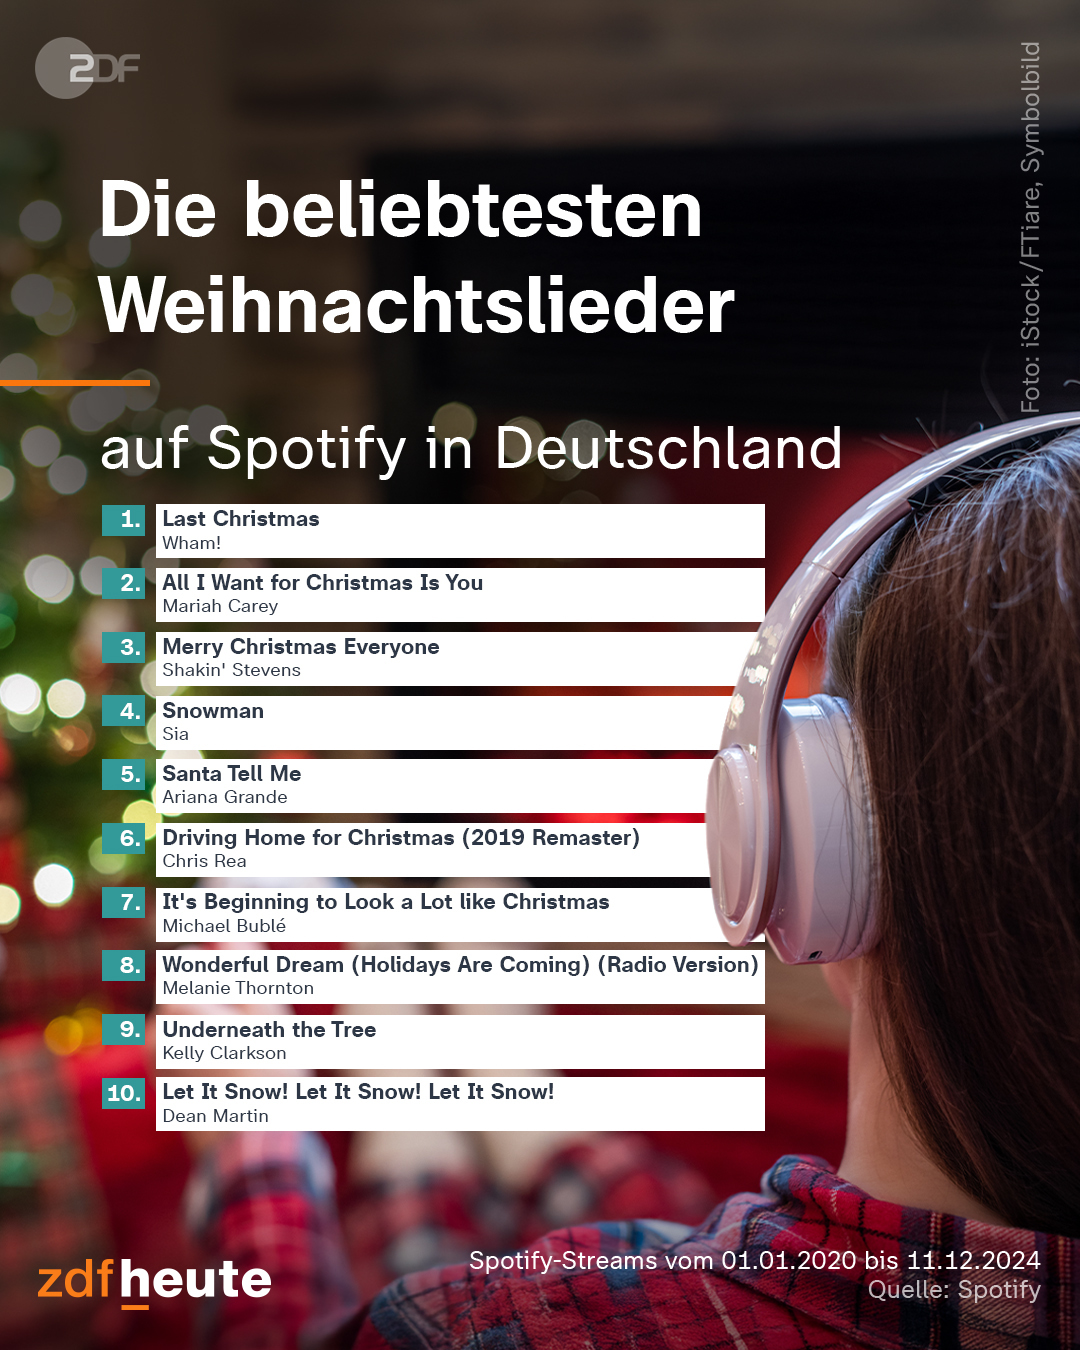 ZDF
Foto: iStock/FTiare, Symbolbild
Die beliebtesten
Weihnachtslieder
auf Spotify in Deutschland
1. Last Christmas
Wham!
2. All I Want for Christmas Is You
Mariah Carey
3. Merry Christmas Everyone
Shakin' Stevens
4. Snowman
Sia
5. Santa Tell Me
Ariana Grande
6. Driving Home for Christmas (2019 Remaster)
Chris Rea
7. It's Beginning to Look a Lot like Christmas
Michael Bublé
8. Wonderful Dream (Holidays Are Coming) (Radio Version)
Melanie Thornton
9. Underneath the Tree
Kelly Clarkson
10. Let It Snow! Let It Snow! Let It Snow!
Dean Martin
Spotify-Streams vom 01.01.2020 bis 11.12.2024
Quelle: Spotify
zdfheute